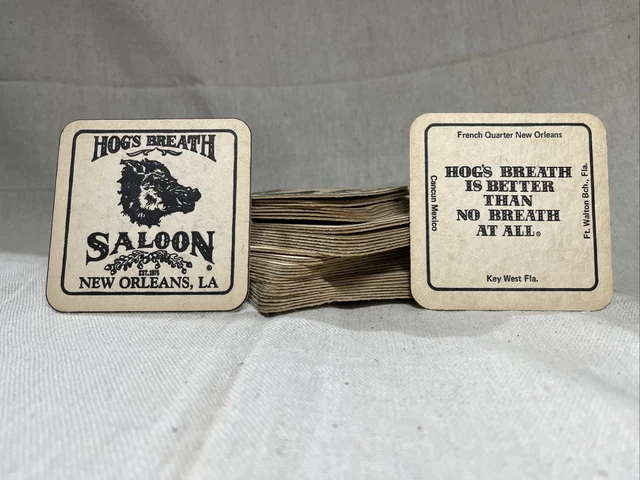 HOG'S BREATH
SALOON®
EST. 1976
NEW ORLEANS, LA
French Quarter New Orleans
Cancun Mexico
HOG'S BREATH
IS BETTER
THAN
NO BREATH
AT ALL®
Ft. Walton Bch., Fla.
Key West Fla.